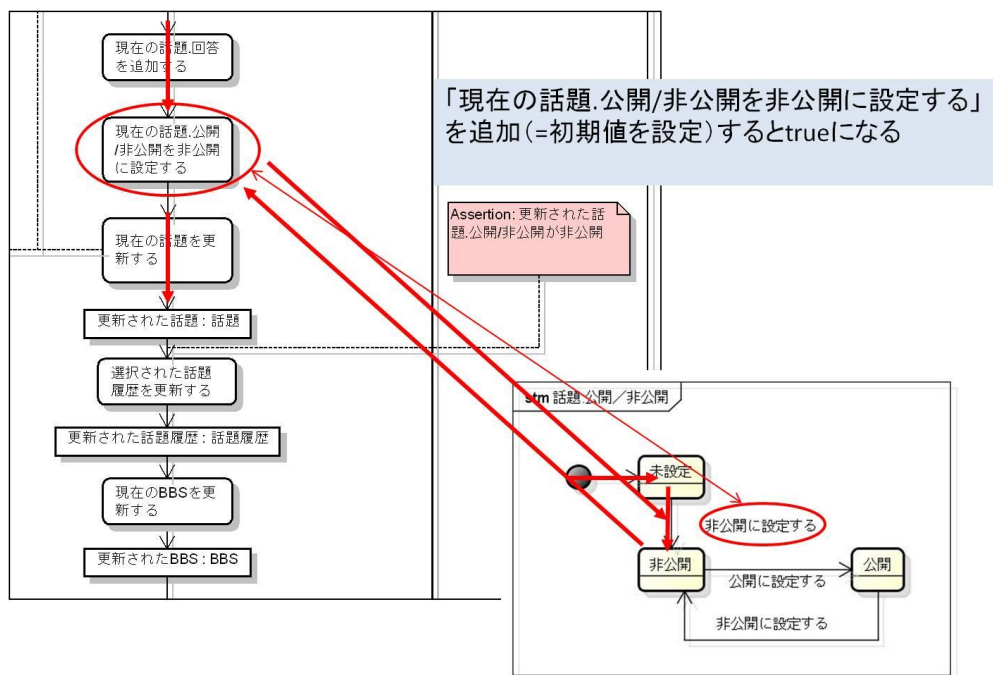 現在の話題.回答
を追加する
「現在の話題.公開/非公開を非公開に設定する」
を追加(=初期値を設定)するとtrueになる
現在の話題.公開
/非公開を非公開
に設定する
Assertion: 更新された話
題.公開/非公開が非公開
現在の話題を更
新する
更新された話題 : 話題
選択された話題
履歴を更新する
更新された話題履歴 : 話題履歴
現在のBBSを更
新する
更新されたBBS : BBS
stm 話題.公開/非公開
未設定
非公開に設定する
非公開
公開
公開に設定する
非公開に設定する